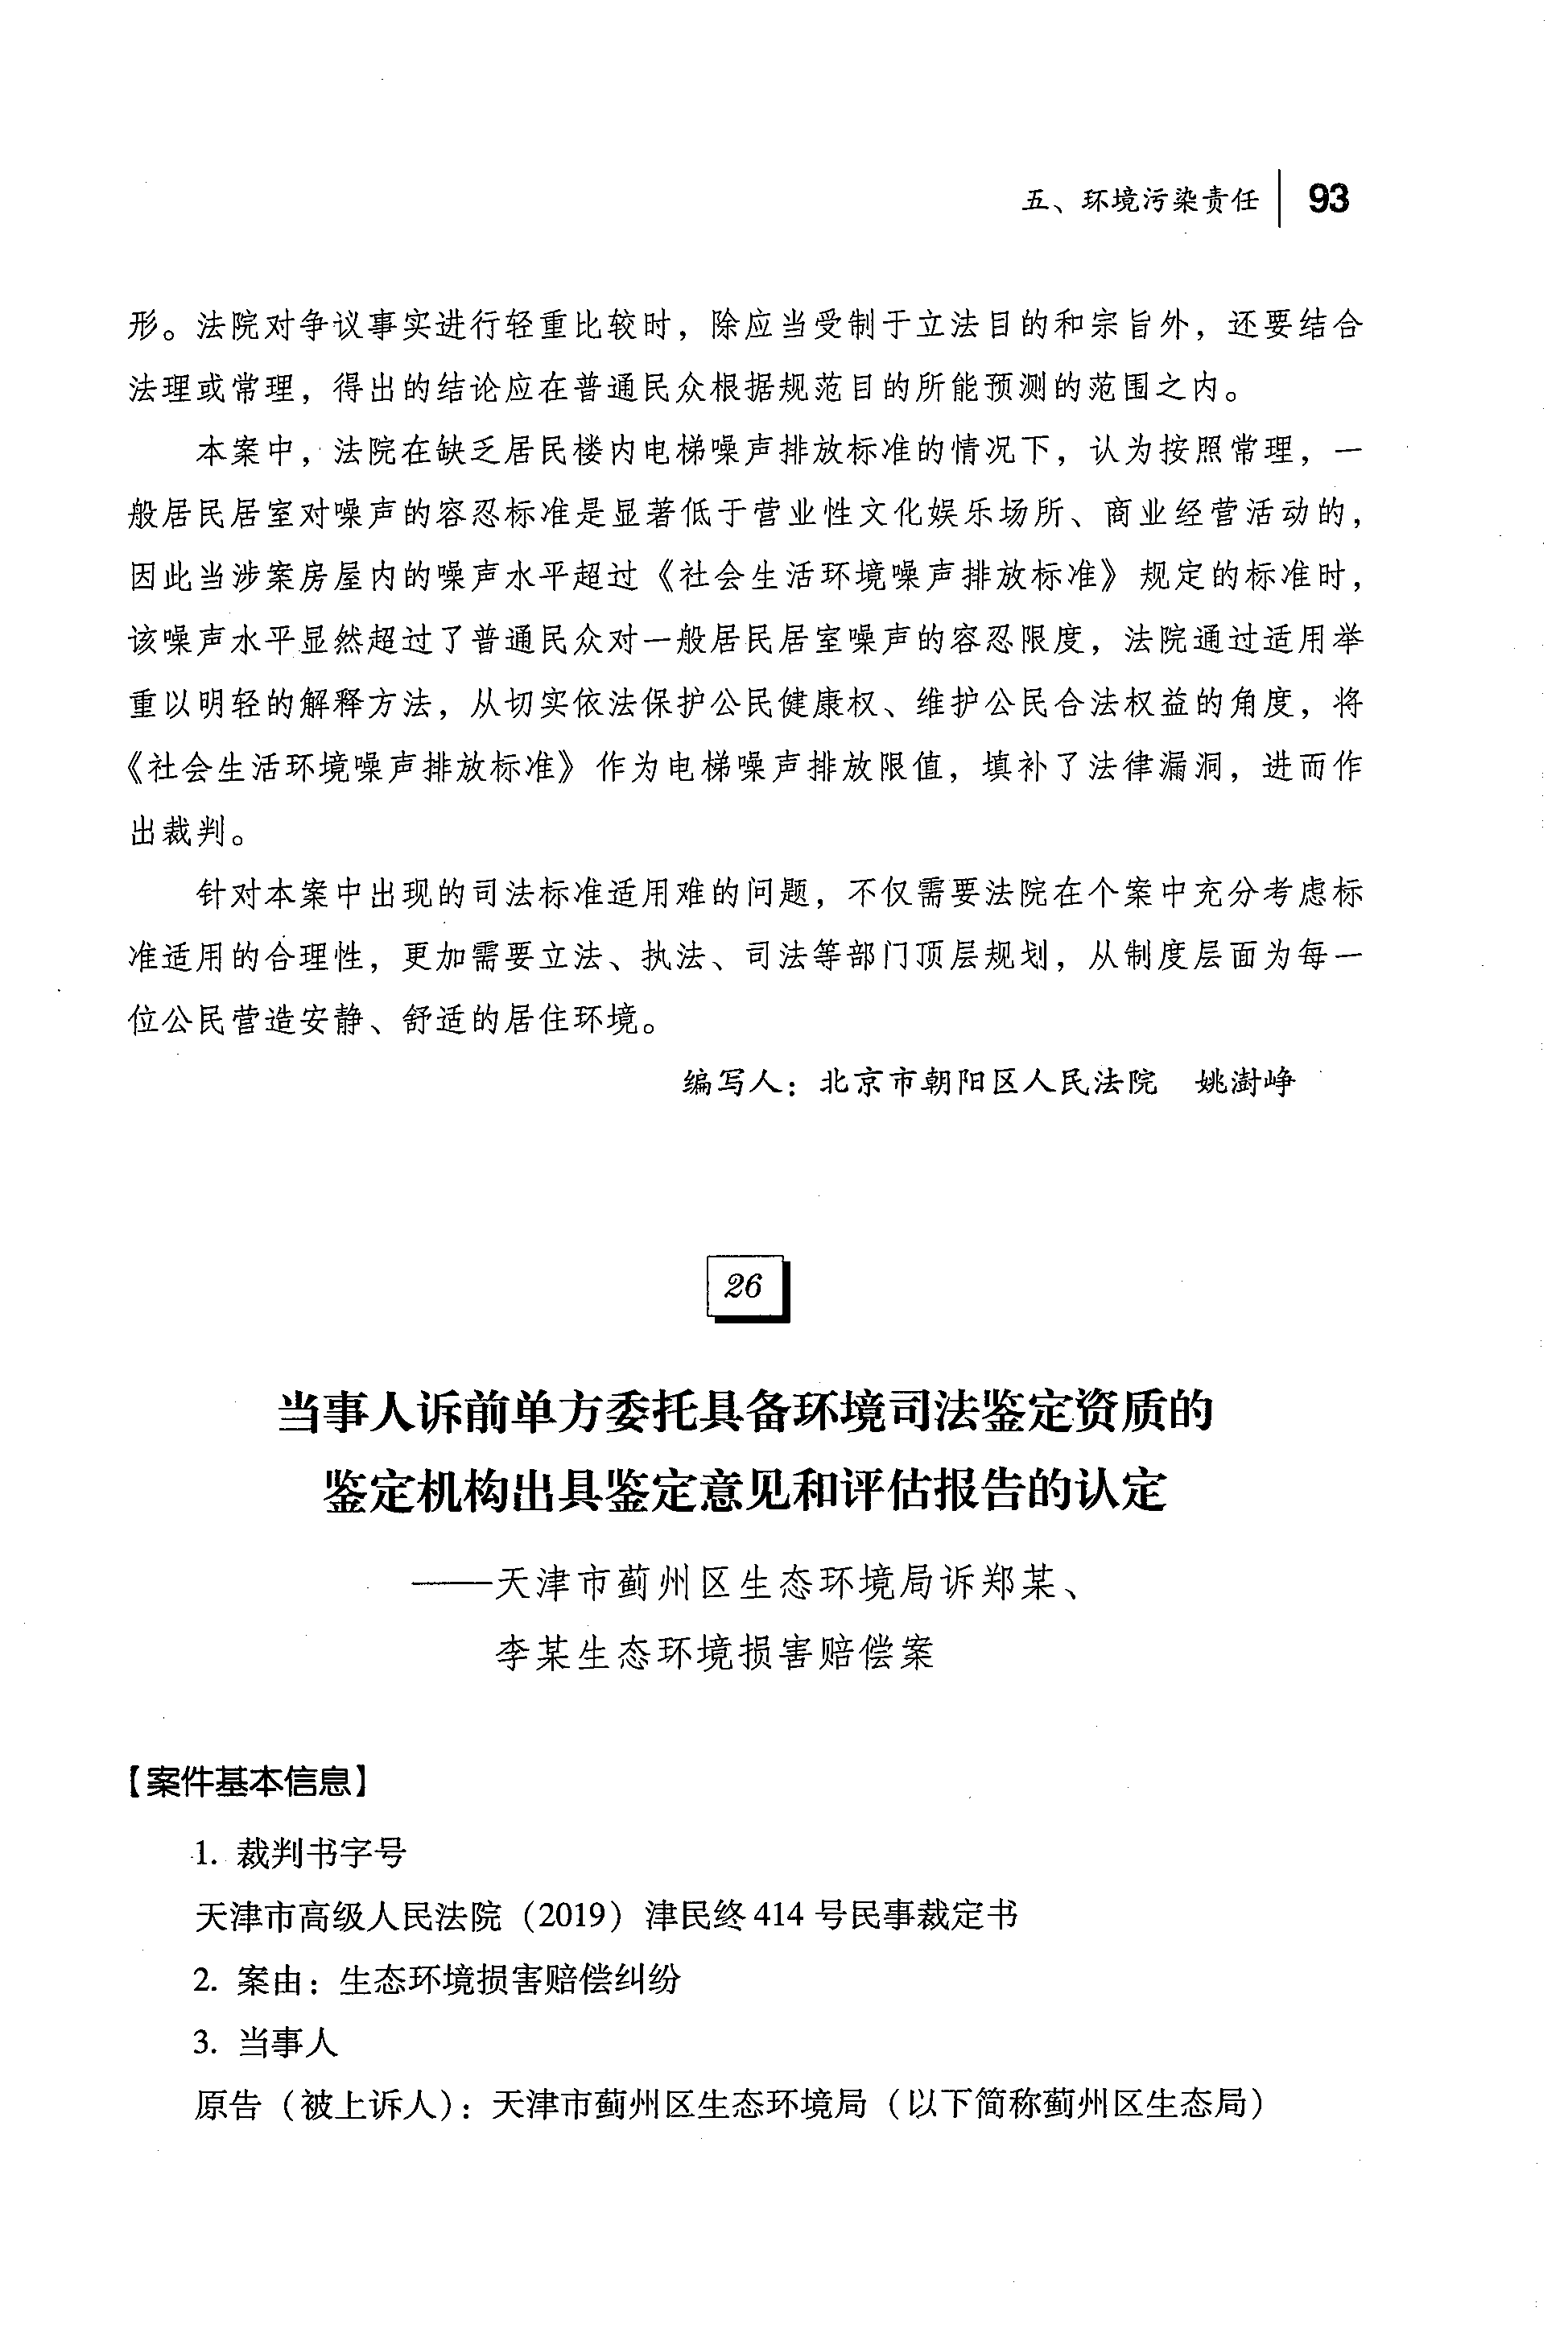 五、环境污染责任 93
形。法院对争议事实进行轻重比较时，除应当受制于立法目的和宗旨外，还要结合
法理或常理，得出的结论应在普通民众根据规范目的所能预测的范围之内。
本案中，法院在缺乏居民楼内电梯噪声排放标准的情况下，认为按照常理，一
般居民居室对噪声的容忍标准是显著低于营业性文化娱乐场所、商业经营活动的，
因此当涉案房屋内的噪声水平超过《社会生活环境噪声排放标准》规定的标准时，
该噪声水平显然超过了普通民众对一般居民居室噪声的容忍限度，法院通过适用举
重以明轻的解释方法，从切实依法保护公民健康权、维护公民合法权益的角度，将
《社会生活环境噪声排放标准》作为电梯噪声排放限值，填补了法律漏洞，进而作
出裁判。
针对本案中出现的司法标准适用难的问题，不仅需要法院在个案中充分考虑标
准适用的合理性，更加需要立法、执法、司法等部门顶层规划，从制度层面为每一
位公民营造安静、舒适的居住环境。
编写人：北京市朝阳区人民法院 姚澍峥
26
当事人诉前单方委托具备环境司法鉴定资质的
鉴定机构出具鉴定意见和评估报告的认定
——天津市蓟州区生态环境局诉郑某、
李某生态环境损害赔偿案
【案件基本信息】
1. 裁判书字号
天津市高级人民法院（2019）津民终 414 号民事裁定书
2. 案由：生态环境损害赔偿纠纷
3. 当事人
原告（被上诉人）：天津市蓟州区生态环境局（以下简称蓟州区生态局）